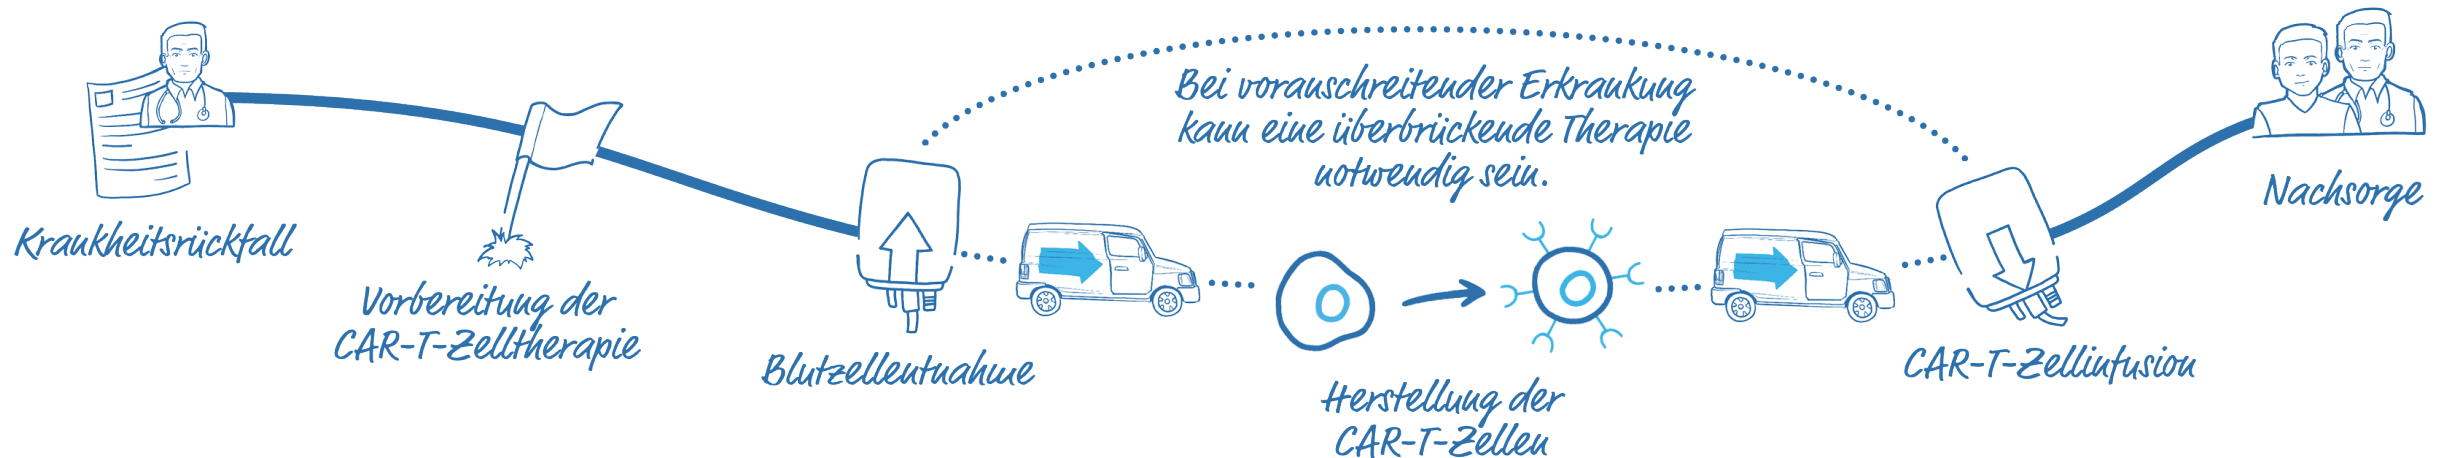 Krankheitsrückfall
Vorbereitung der
CAR-T-Zelltherapie
Blutzellentnahme
Bei voranschreitender Erkrankung
kann eine überbrückende Therapie
notwendig sein.
Herstellung der
CAR-T-Zellen
CAR-T-Zellinfusion
Nachsorge